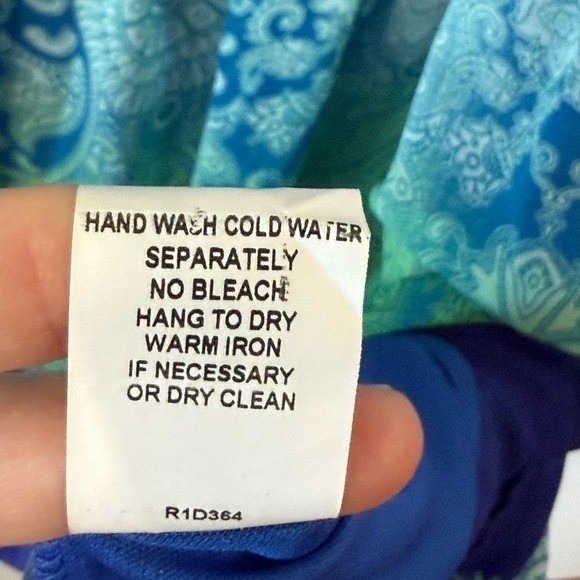 HAND WASH COLD WATER
SEPARATELY
NO BLEACH
HANG TO DRY
WARM IRON
IF NECESSARY
OR DRY CLEAN
R1D364